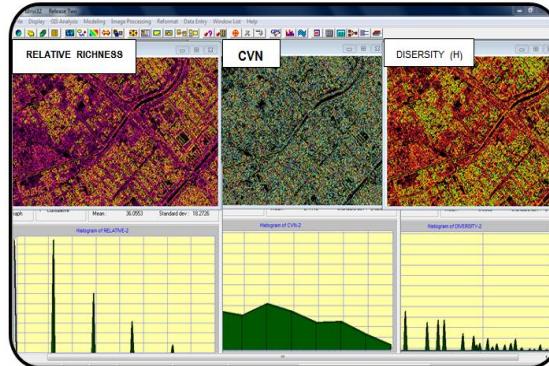 Release Two
File Display GIS Analysis Modeling Image Processing Reformat Data Entry Window List Help
RELATIVE RICHNESS
CVN
DISERSITY (H)
Mean : 36.0553 Standard dev : 18.2726
Histogram of RELATIVE-2
Histogram of CVN-2
Histogram of DIVERSITY-2